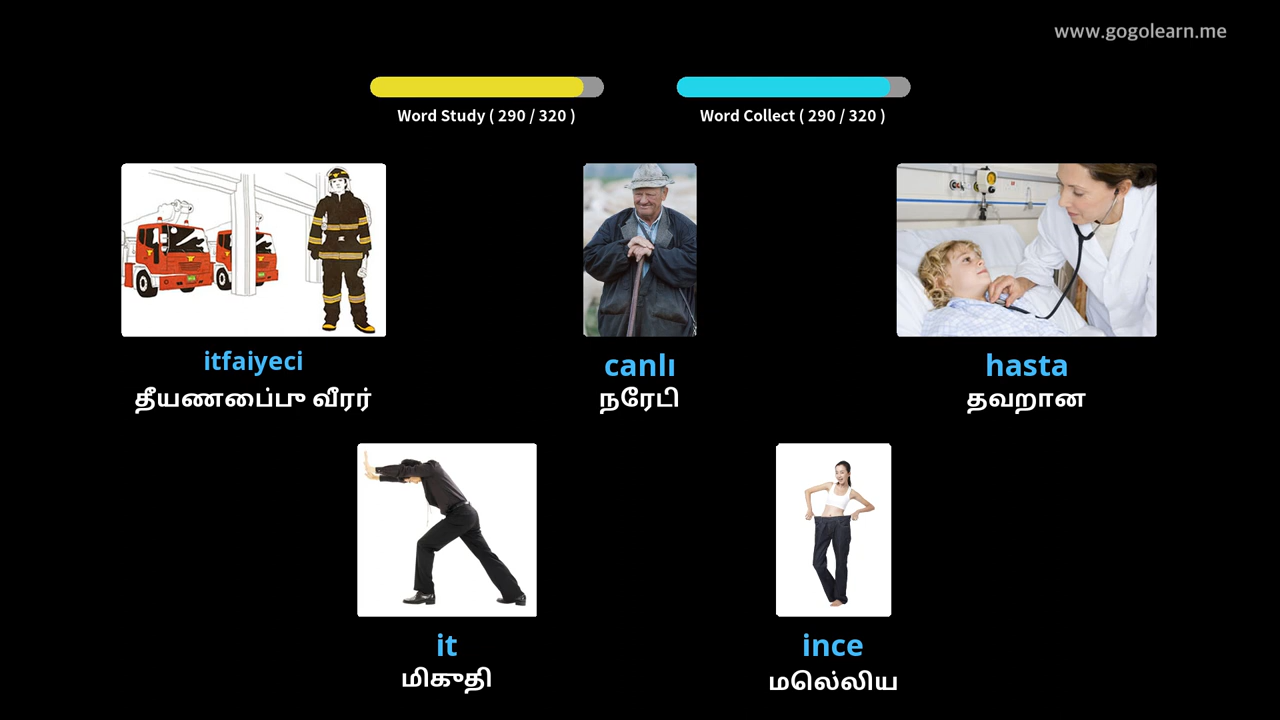 www.gogolearn.me
Word Study ( 290 / 320 )
Word Collect ( 290 / 320 )
itfaiyeci
தீயணைப்பு வீரர்
canlı
நேரடி
hasta
தவறான
it
மிகுதி
ince
மெல்லிய